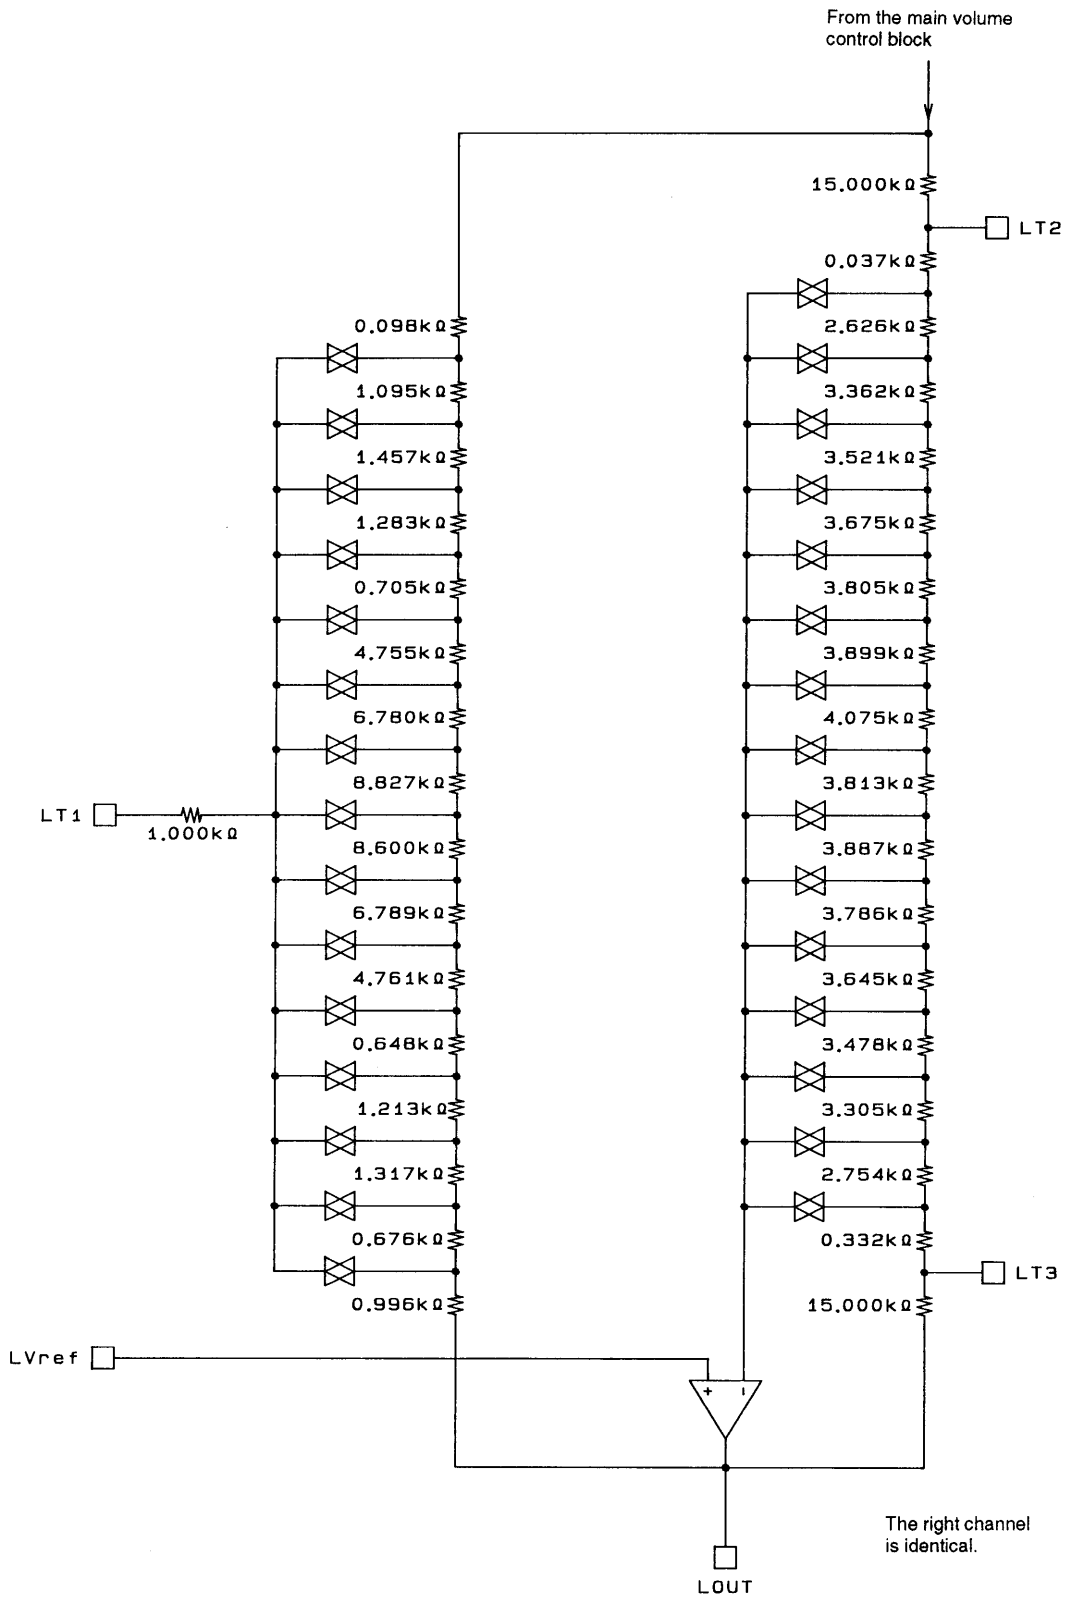 From the main volume
control block
15.000kΩ
LT2
0.037kΩ
0.098kΩ
2.626kΩ
1.095kΩ
3.362kΩ
1.457kΩ
3.521kΩ
1.283kΩ
3.675kΩ
0.705kΩ
3.805kΩ
4.755kΩ
3.899kΩ
6.780kΩ
4.075kΩ
8.827kΩ
3.813kΩ
LT1
1.000kΩ
8.600kΩ
3.887kΩ
6.789kΩ
3.786kΩ
4.761kΩ
3.645kΩ
0.648kΩ
3.478kΩ
1.213kΩ
3.305kΩ
1.317kΩ
2.754kΩ
0.676kΩ
0.332kΩ
LT3
0.996kΩ
15.000kΩ
LVref
+ −
The right channel
is identical.
LOUT